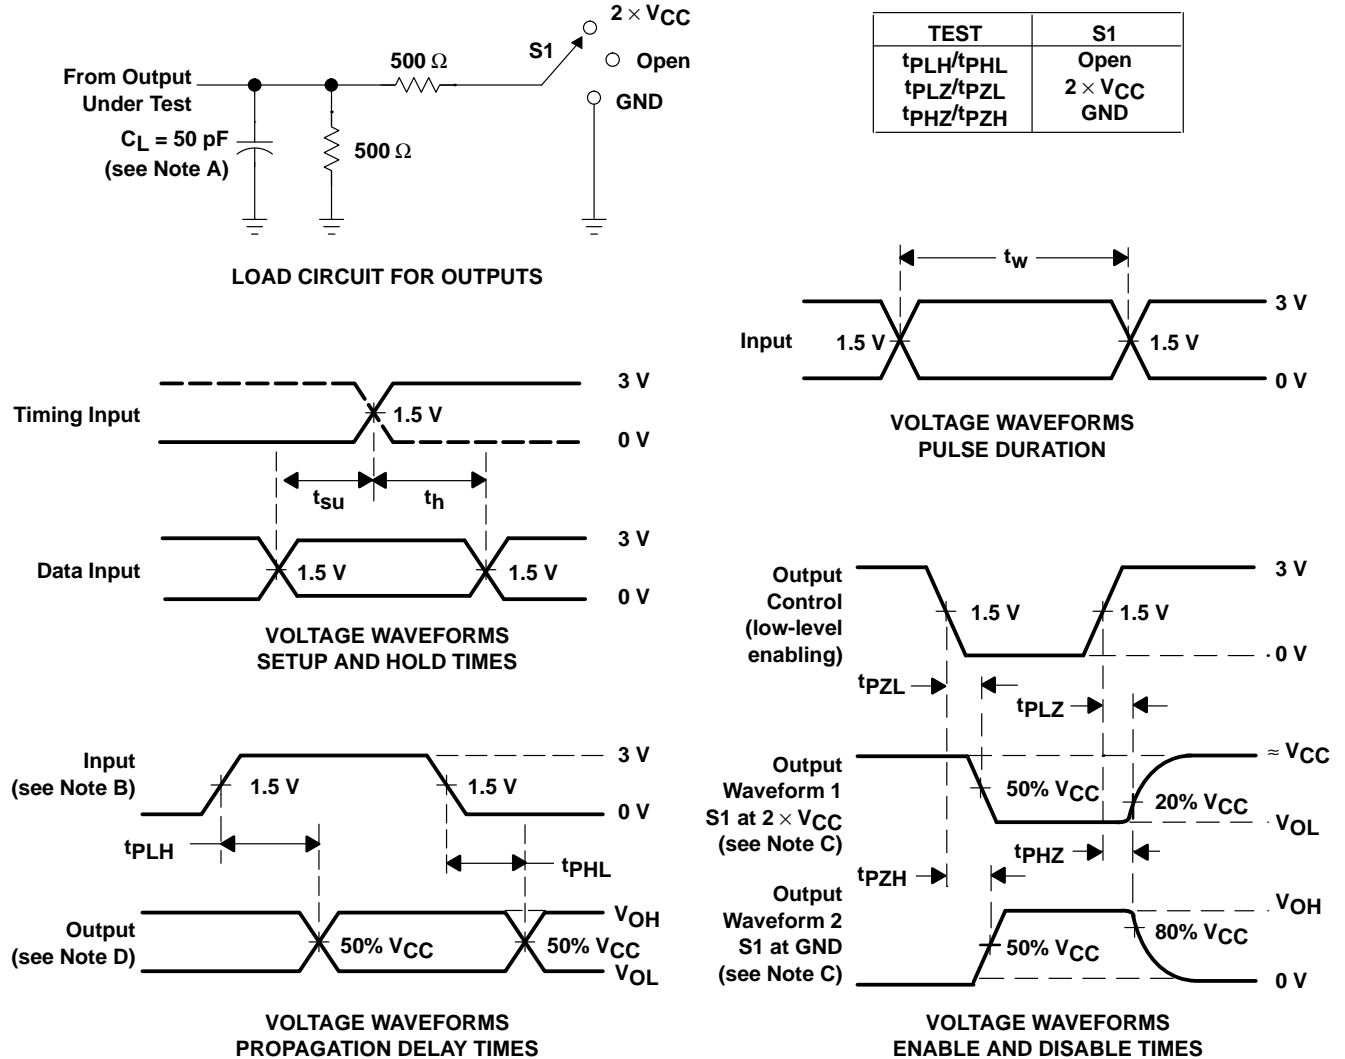 2 × VCC
S1
Open
GND
500 Ω
From Output
Under Test
CL = 50 pF
(see Note A)
500 Ω
LOAD CIRCUIT FOR OUTPUTS
TEST S1
tPLH/tPHL Open
tPLZ/tPZL 2 × VCC
tPHZ/tPZH GND
tw
3 V
Input
1.5 V
1.5 V
0 V
VOLTAGE WAVEFORMS
PULSE DURATION
3 V
Timing Input
1.5 V
0 V
tsu
th
3 V
Data Input
1.5 V
1.5 V
0 V
VOLTAGE WAVEFORMS
SETUP AND HOLD TIMES
Input
(see Note B)
3 V
1.5 V
1.5 V
0 V
tPLH
tPHL
Output
(see Note D)
VOH
50% VCC
50% VCC
VOL
VOLTAGE WAVEFORMS
PROPAGATION DELAY TIMES
Output
Control
(low-level
enabling)
3 V
1.5 V
1.5 V
0 V
tPZL
tPLZ
Output
Waveform 1
S1 at 2 × VCC
(see Note C)
≈ VCC
50% VCC
20% VCC
VOL
tPHZ
tPZH
Output
Waveform 2
S1 at GND
(see Note C)
VOH
50% VCC
80% VCC
0 V
VOLTAGE WAVEFORMS
ENABLE AND DISABLE TIMES